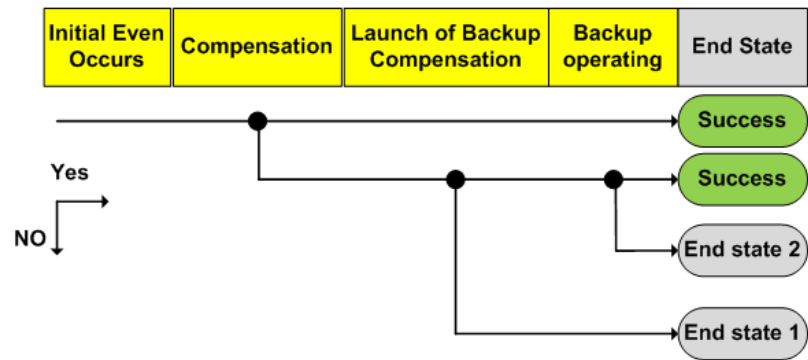 Initial Even
Occurs
Compensation
Launch of Backup
Compensation
Backup
operating
End State
Success
Success
Yes
NO
End state 2
End state 1